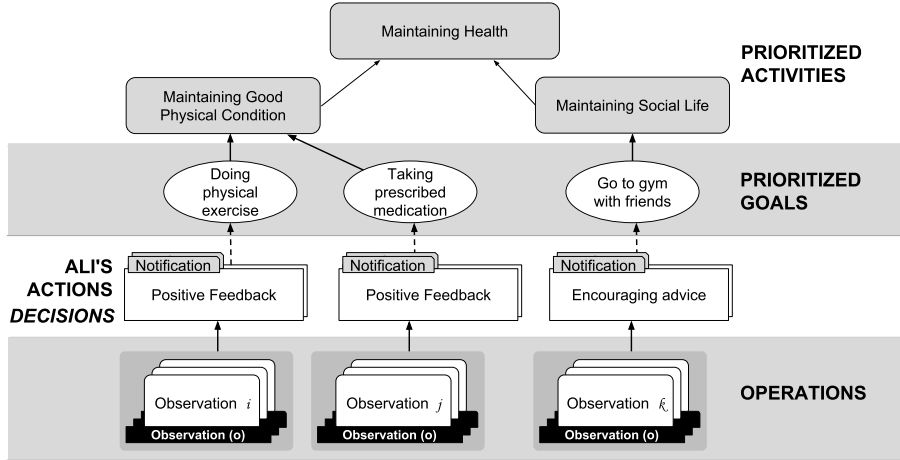 Maintaining Health
PRIORITIZED
ACTIVITIES
Maintaining Good
Physical Condition
Maintaining Social Life
Doing
physical
exercise
Taking
prescribed
medication
Go to gym
with friends
PRIORITIZED
GOALS
ALI'S
ACTIONS
DECISIONS
Notification
Positive Feedback
Notification
Positive Feedback
Notification
Encouraging advice
Observation i
Observation (o)
Observation j
Observation (o)
Observation k
Observation (o)
OPERATIONS